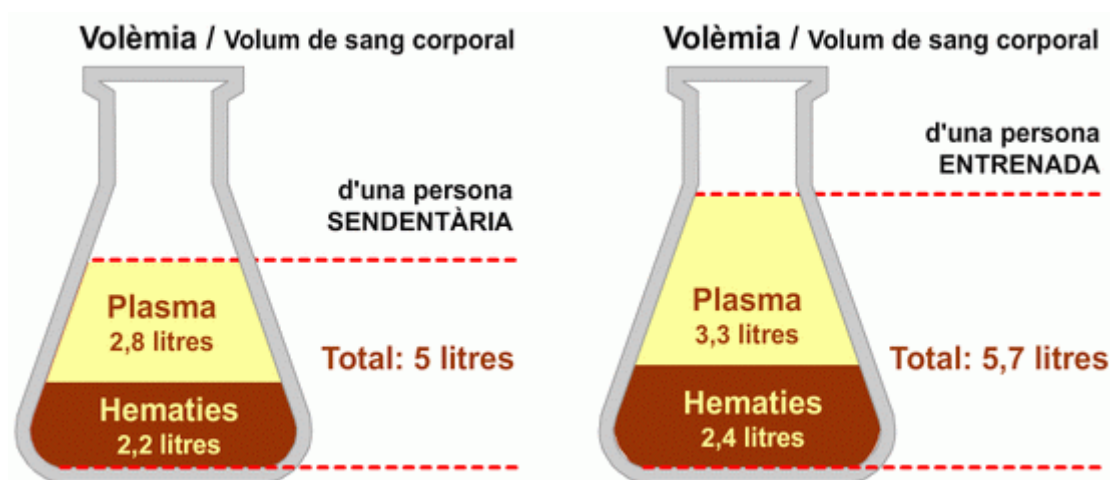 Volèmia / Volum de sang corporal
d'una persona
SENDENTÀRIA
Plasma
2,8 litres
Total: 5 litres
Hematies
2,2 litres
Volèmia / Volum de sang corporal
d'una persona
ENTRENADA
Plasma
3,3 litres
Total: 5,7 litres
Hematies
2,4 litres